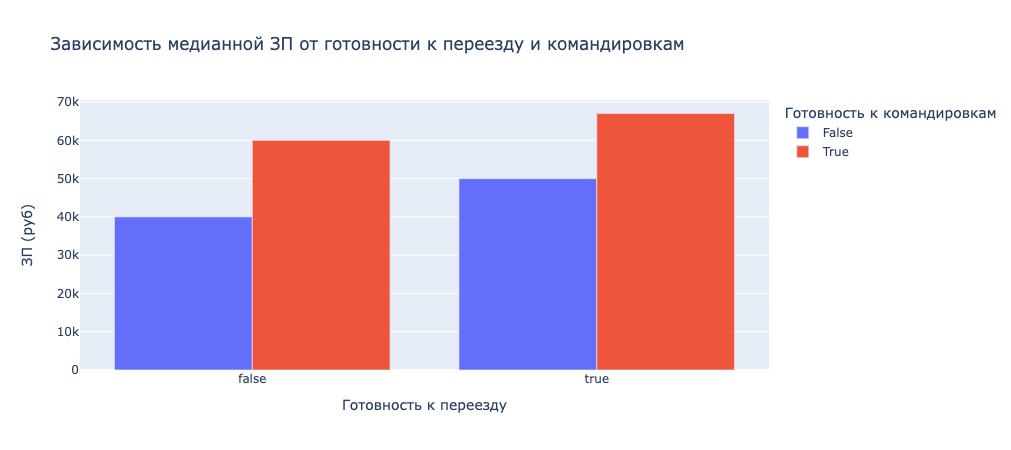 Зависимость медианной ЗП от готовности к переезду и командировкам
70k
60k
50k
40k
30k
20k
10k
0
ЗП (руб)
false
true
Готовность к переезду
Готовность к командировкам
False
True